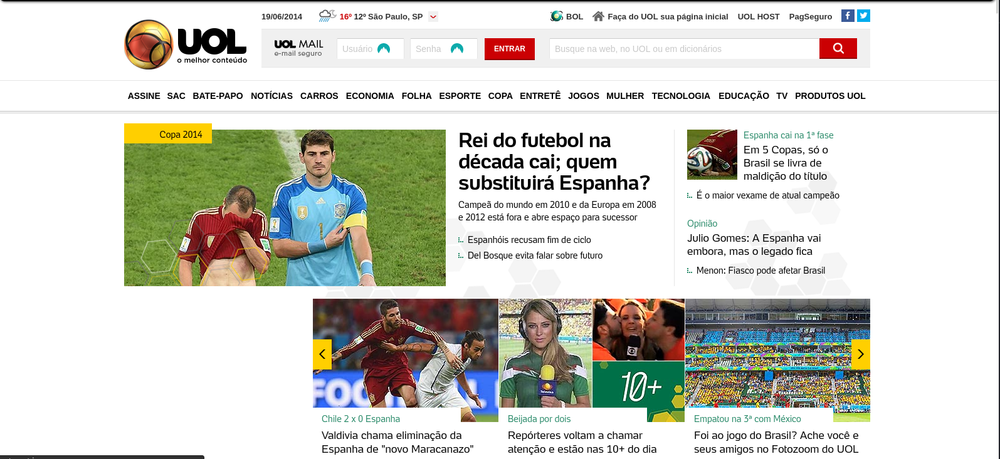 19/06/2014
16º 12º São Paulo, SP
BOL
Faça do UOL sua página inicial
UOL HOST
PagSeguro
UOL
o melhor conteúdo
UOL MAIL
e-mail seguro
Usuário
Senha
ENTRAR
Busque na web, no UOL ou em dicionários
ASSINE SAC BATE-PAPO NOTÍCIAS CARROS ECONOMIA FOLHA ESPORTE COPA ENTRETÊ JOGOS MULHER TECNOLOGIA EDUCAÇÃO TV PRODUTOS UOL
Copa 2014
1
Rei do futebol na
década cai; quem
substituirá Espanha?
Campeã do mundo em 2010 e da Europa em 2008
e 2012 está fora e abre espaço para sucessor
Espanhóis recusam fim de ciclo
Del Bosque evita falar sobre futuro
Espanha cai na 1ª fase
Em 5 Copas, só o
Brasil se livra de
maldição do título
É o maior vexame de atual campeão
Opinião
Julio Gomes: A Espanha vai
embora, mas o legado fica
Menon: Fiasco pode afetar Brasil
FOO
Chile 2 x 0 Espanha
Valdivia chama eliminação da
Espanha de "novo Maracanazo"
Televisa
10+
Beijada por dois
Repórteres voltam a chamar
atenção e estão nas 10+ do dia
Empatou na 3ª com México
Foi ao jogo do Brasil? Ache você e
seus amigos no Fotozoom do UOL